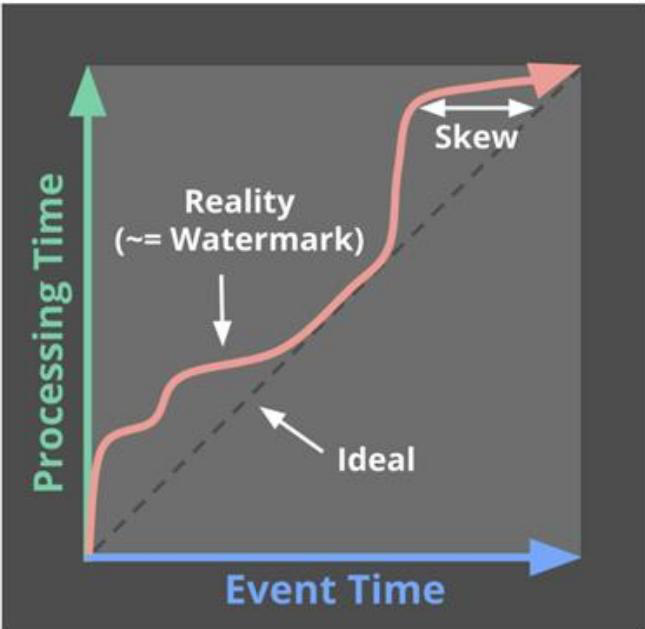 Skew
Reality
(~= Watermark)
Processing Time
Ideal
Event Time